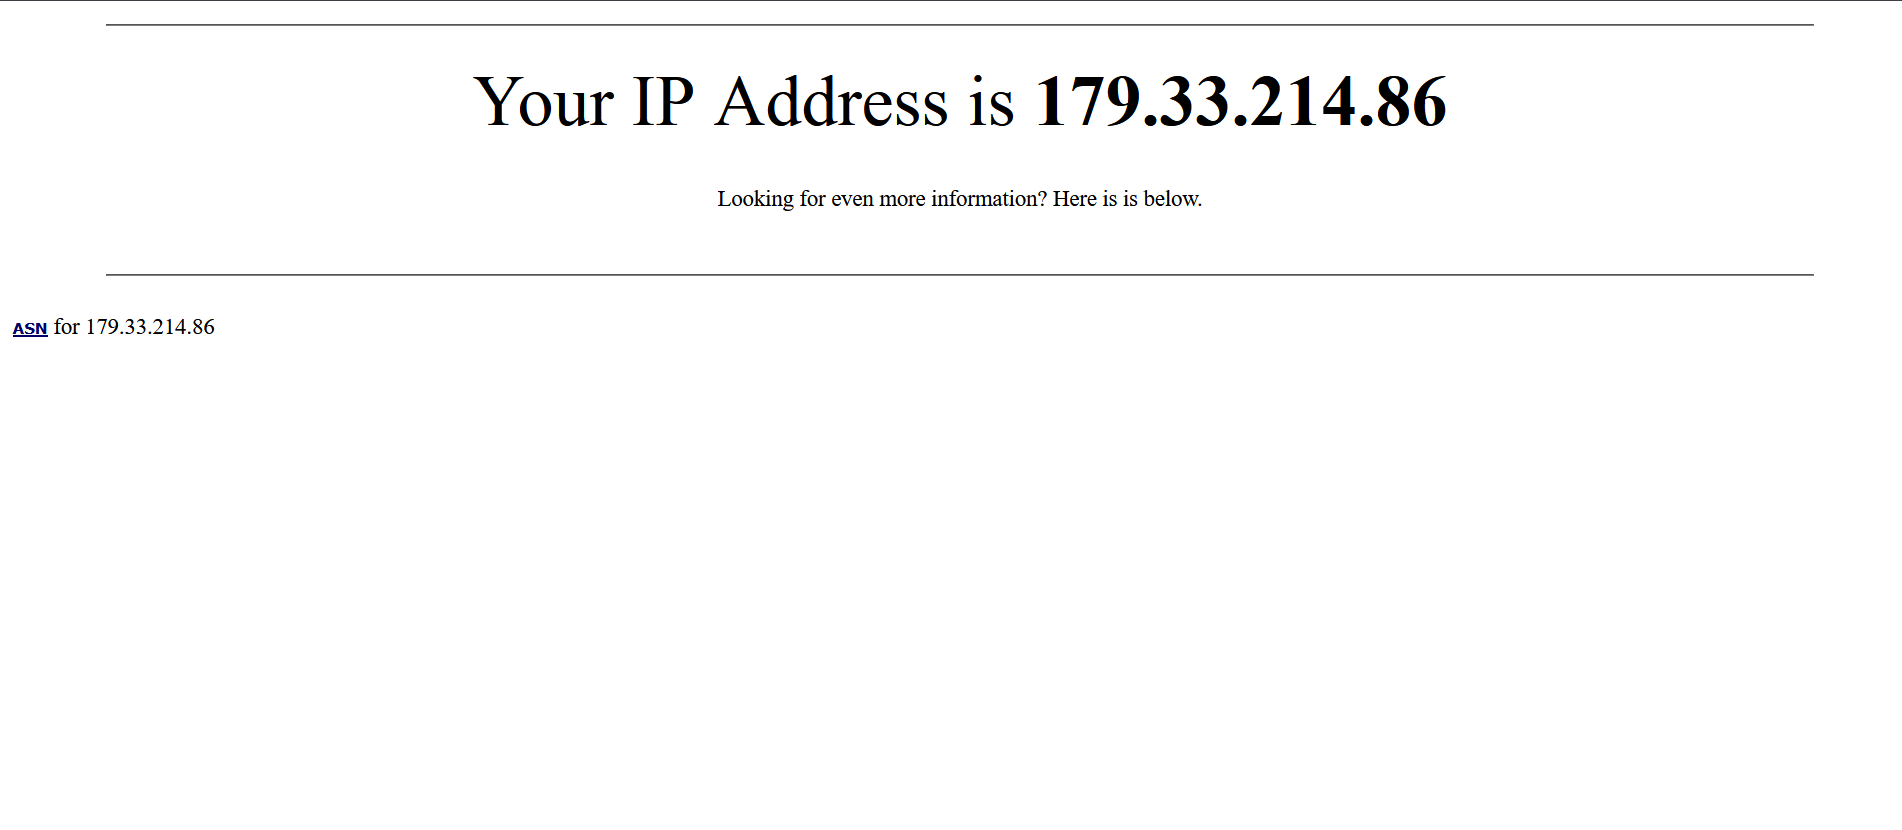 Your IP Address is 179.33.214.86
Looking for even more information? Here is is below.
ASN for 179.33.214.86